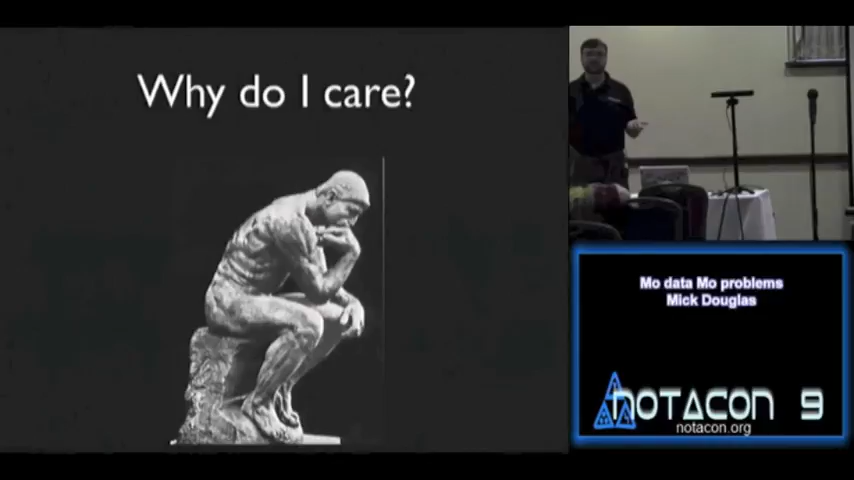 Why do I care?
Mo data Mo problems
Mick Douglas
NOTACON 9
notacon.org